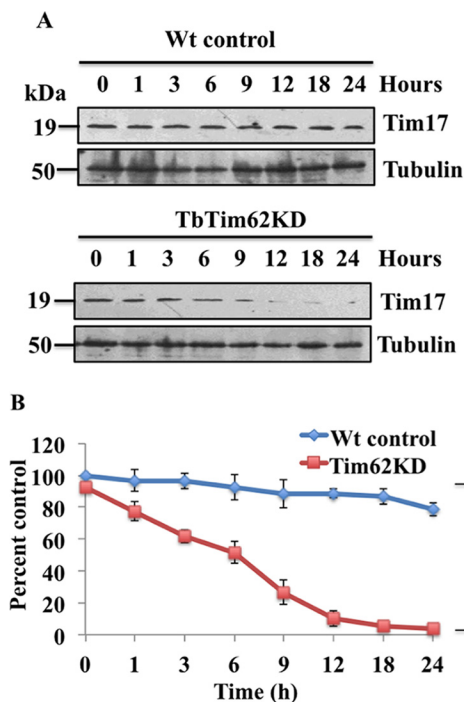 A
Wt control
kDa 0 1 3 6 9 12 18 24 Hours
19 Tim17
50 Tubulin
TbTim62KD
0 1 3 6 9 12 18 24 Hours
19 Tim17
50 Tubulin
B
Wt control
Tim62KD
Percent control
120
100
80
60
40
20
0
0 1 3 6 9 12 18 24
Time (h)